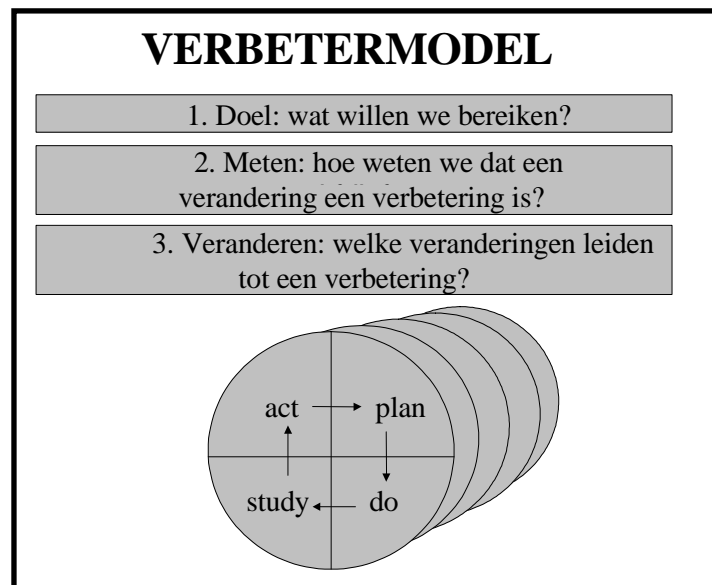 VERBETERMODEL
1. Doel: wat willen we bereiken?
2. Meten: hoe weten we dat een
verandering een verbetering is?
3. Veranderen: welke veranderingen leiden
tot een verbetering?
act plan
study do